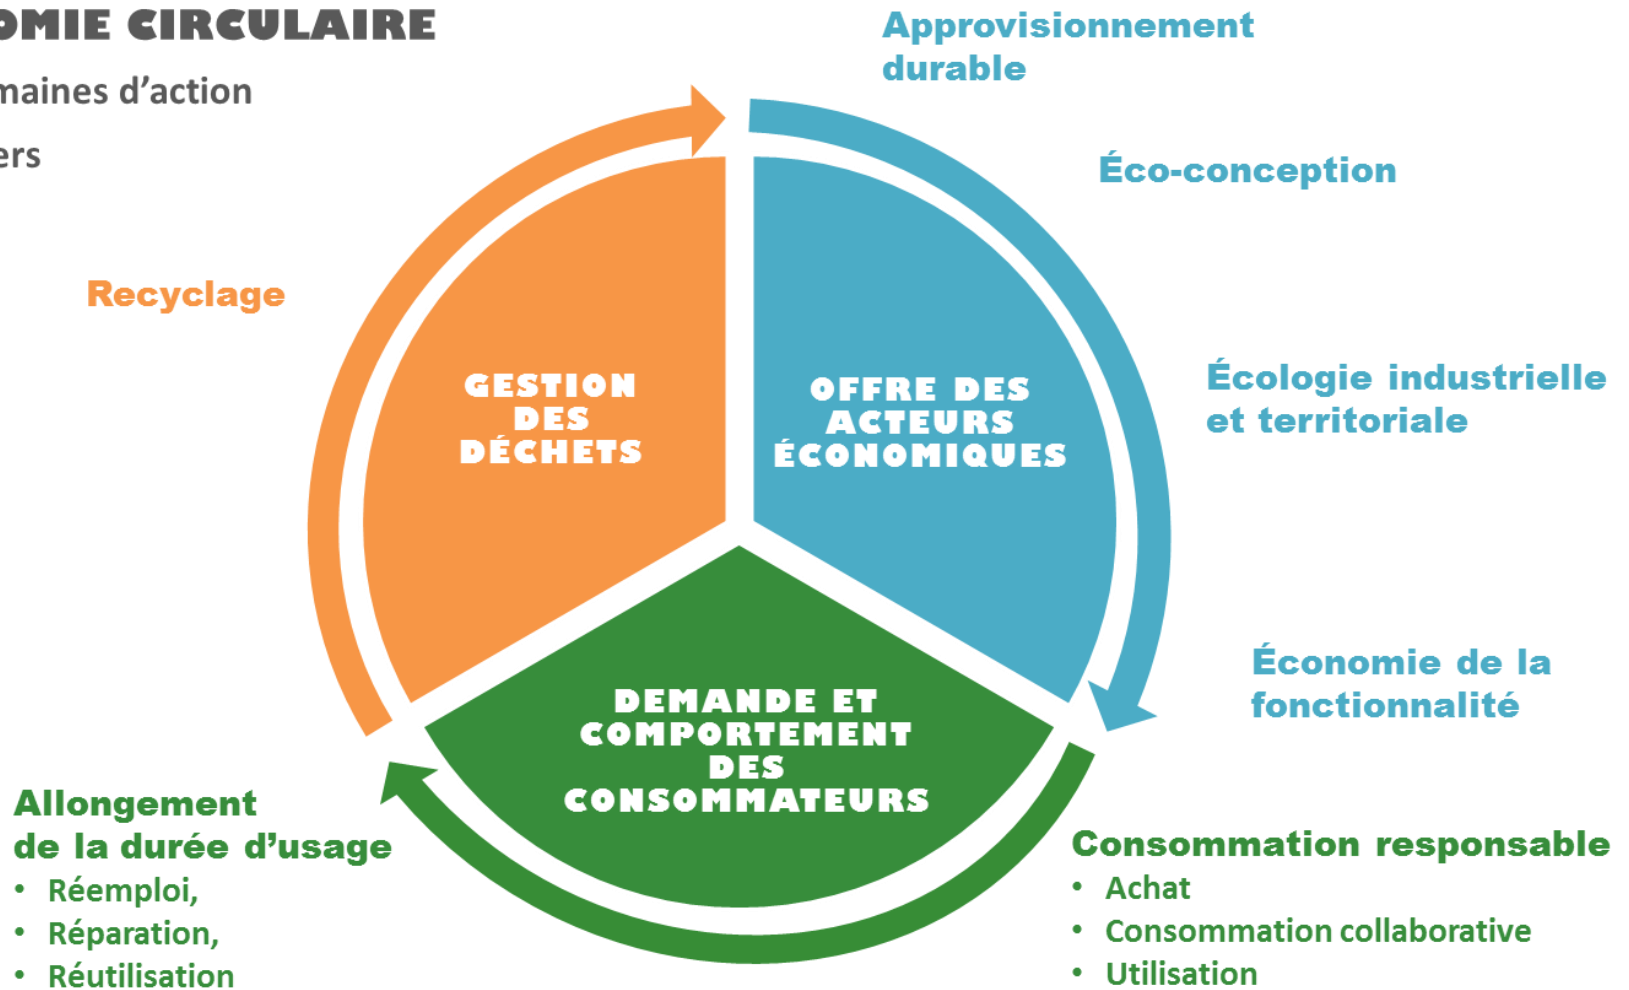 OMIE CIRCULAIRE
maines d'action
ers
Approvisionnement
durable
Éco-conception
Écologie industrielle
et territoriale
Économie de la
fonctionnalité
Recyclage
GESTION
DES
DÉCHETS
OFFRE DES
ACTEURS
ÉCONOMIQUES
DEMANDE ET
COMPORTEMENT
DES
CONSOMMATEURS
Consommation responsable
• Achat
• Consommation collaborative
• Utilisation
Allongement
de la durée d'usage
• Réemploi,
• Réparation,
• Réutilisation